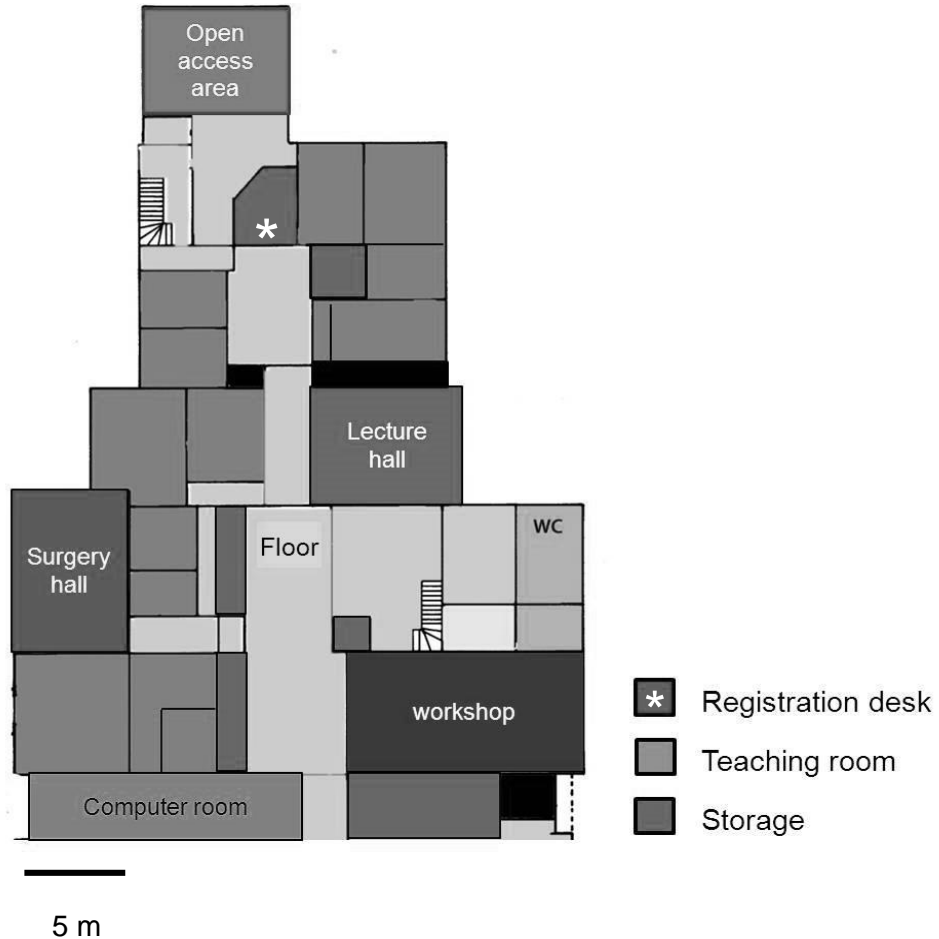 Open
access
area
*
Lecture
hall
WC
Floor
Surgery
hall
workshop
Computer room
* Registration desk
Teaching room
Storage
5 m